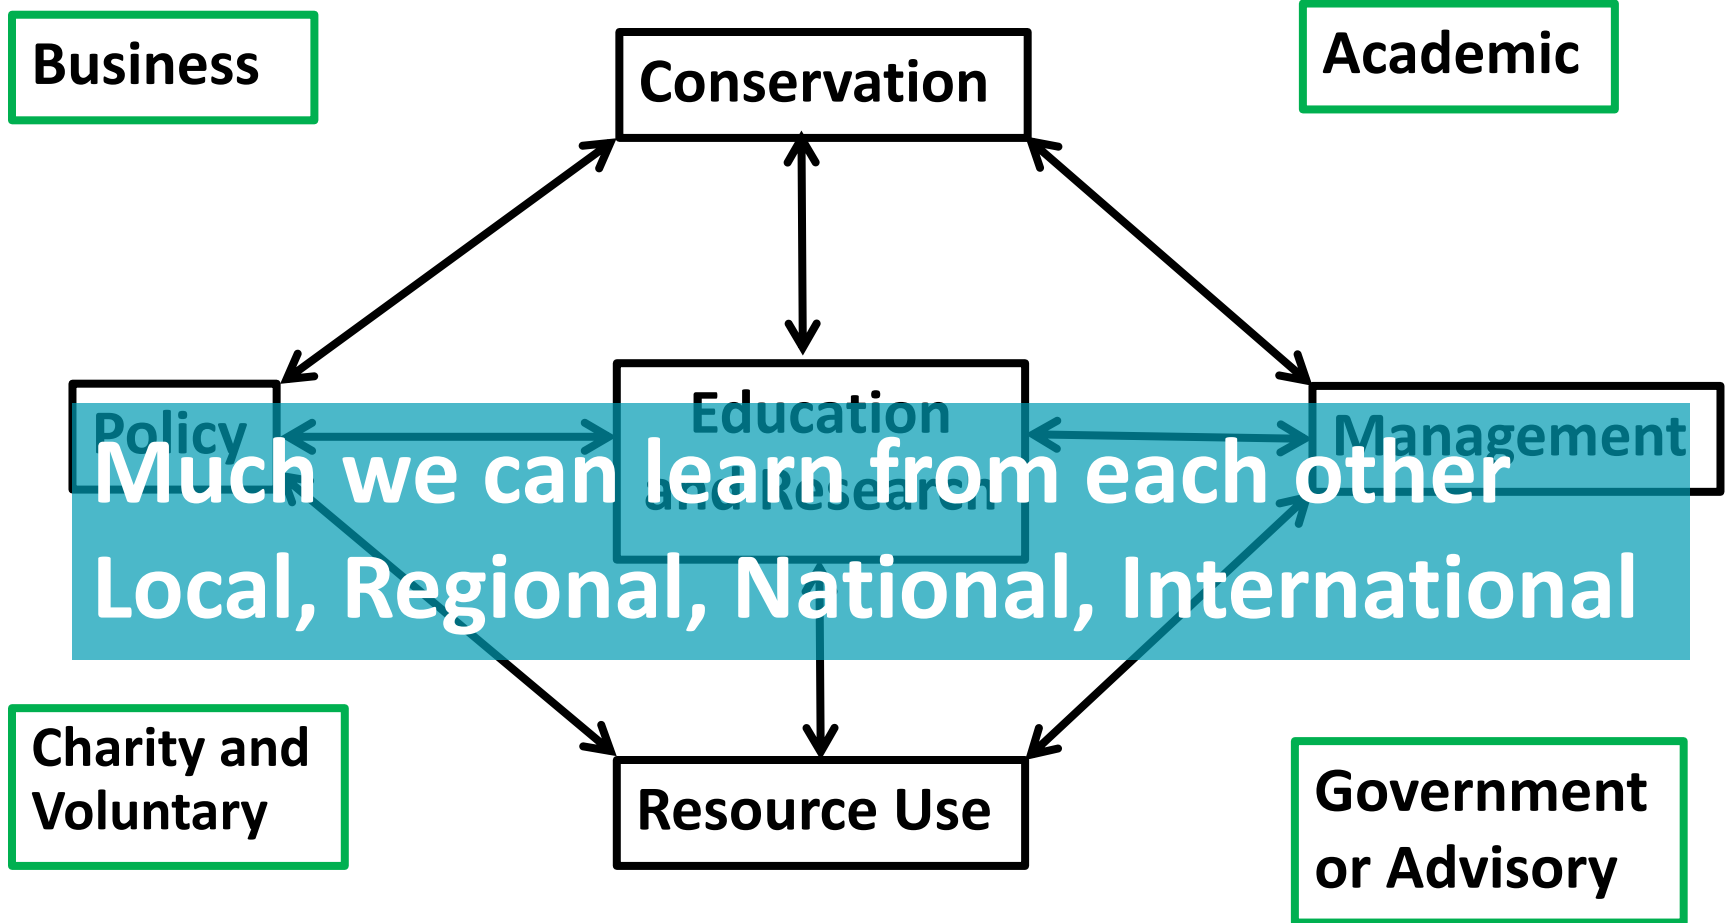 Business
Conservation
Academic
Policy
Education
and Research
Management
Much we can learn from each other
Local, Regional, National, International
Charity and
Voluntary
Resource Use
Government
or Advisory